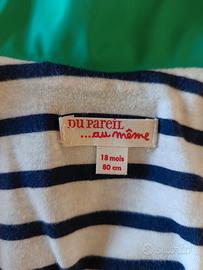 DU PAREIL
...au même
18 mois
80 cm